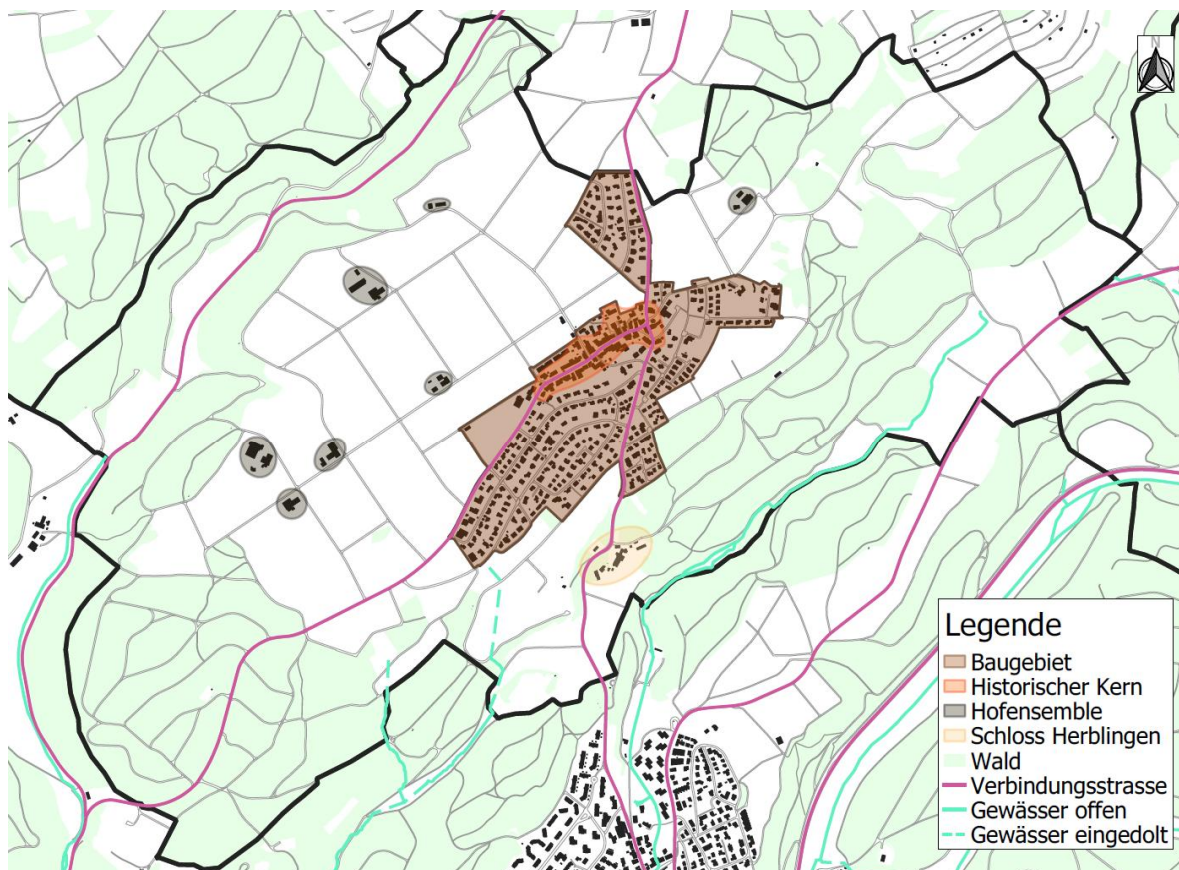 N
Legende
Baugebiet
Historischer Kern
Hofensemble
Schloss Herblingen
Wald
Verbindungsstrasse
Gewässer offen
Gewässer eingedolt